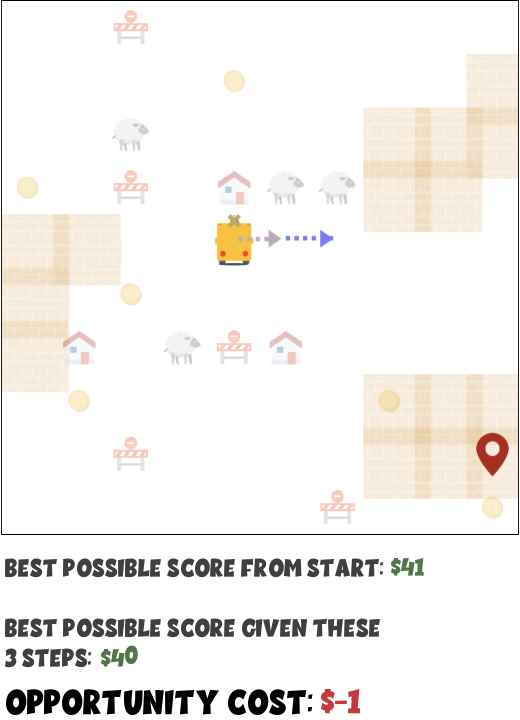 BEST POSSIBLE SCORE FROM START: $41
BEST POSSIBLE SCORE GIVEN THESE
3 STEPS: $40
OPPORTUNITY COST: $-1